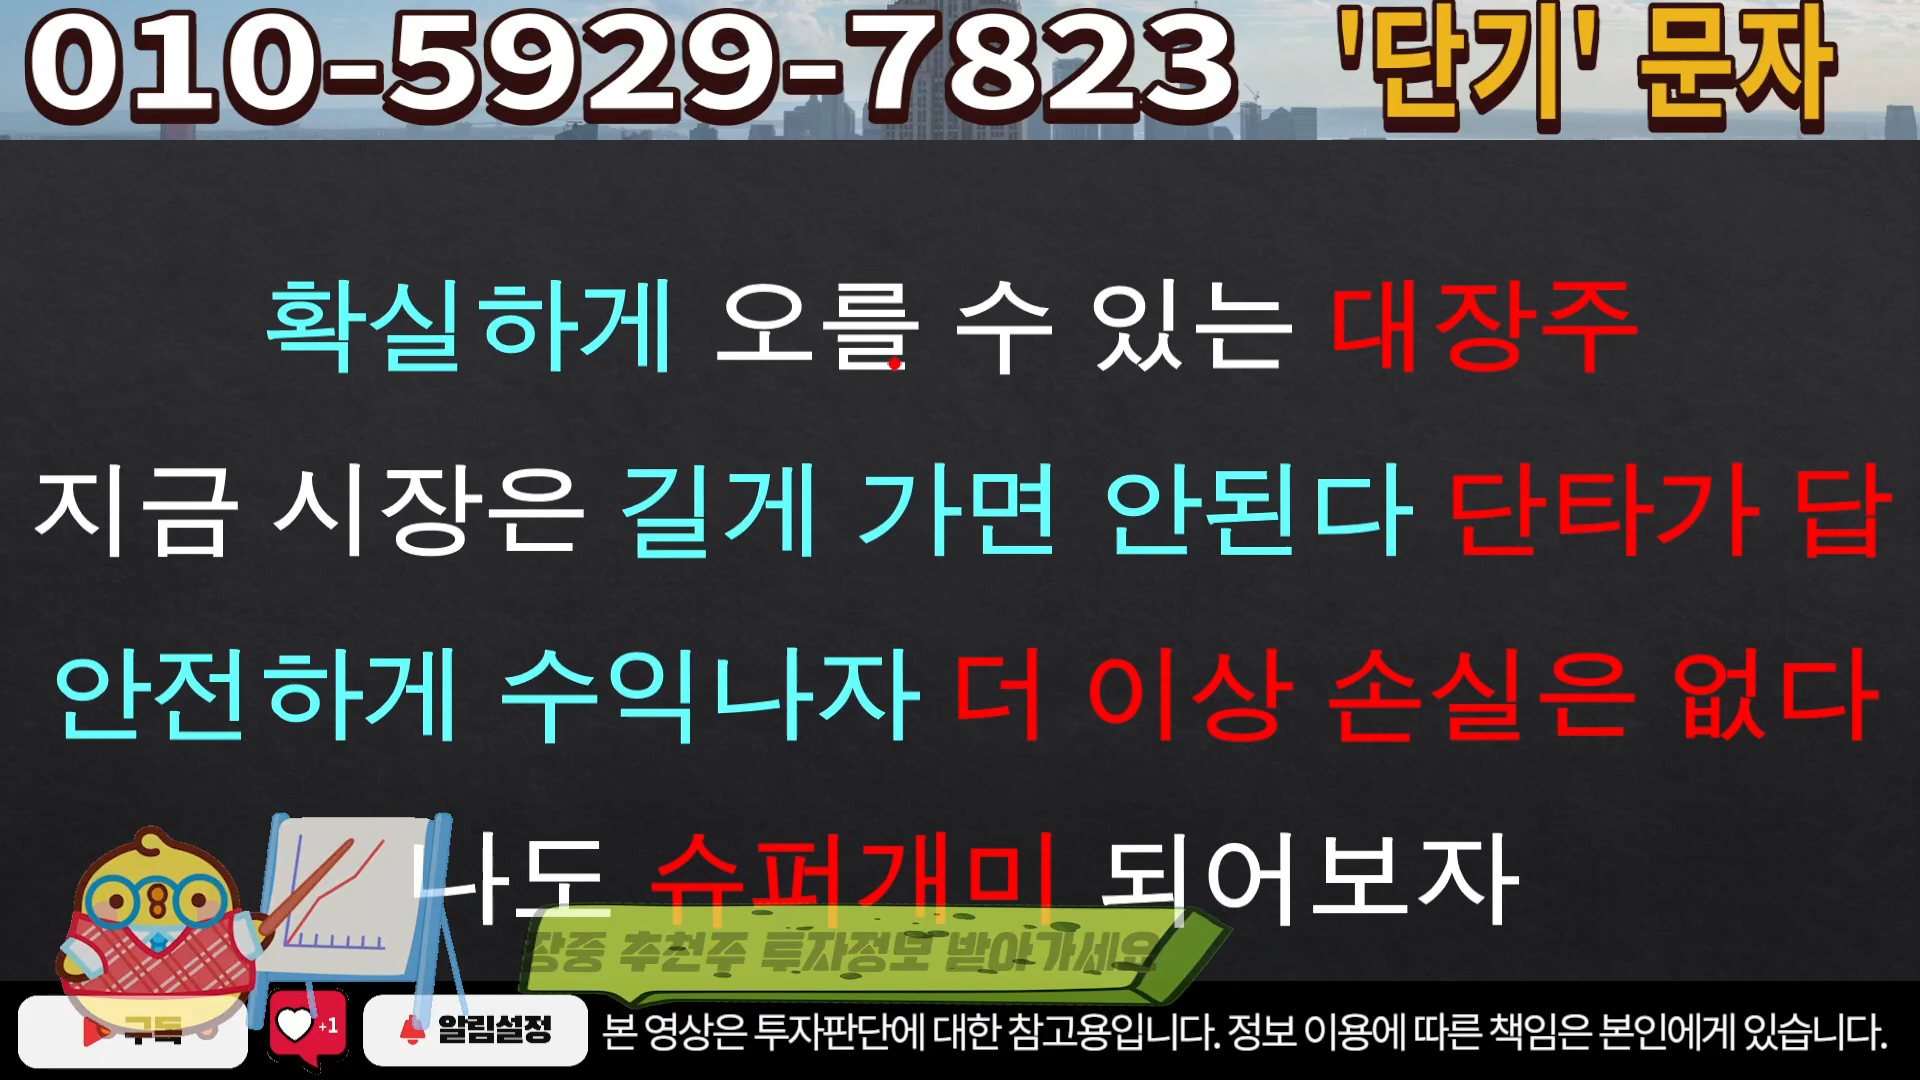 010-5929-7823 '단기' 문자
확실하게 오를 수 있는 대장주
지금 시장은 길게 가면 안된다 단타가 답
안전하게 수익나자 더 이상 손실은 없다
나도 슈퍼개미 되어보자
장중 추천주 투자정보 받아가세요
구독 +1 알림설정 본 영상은 투자판단에 대한 참고용입니다. 정보 이용에 따른 책임은 본인에게 있습니다.